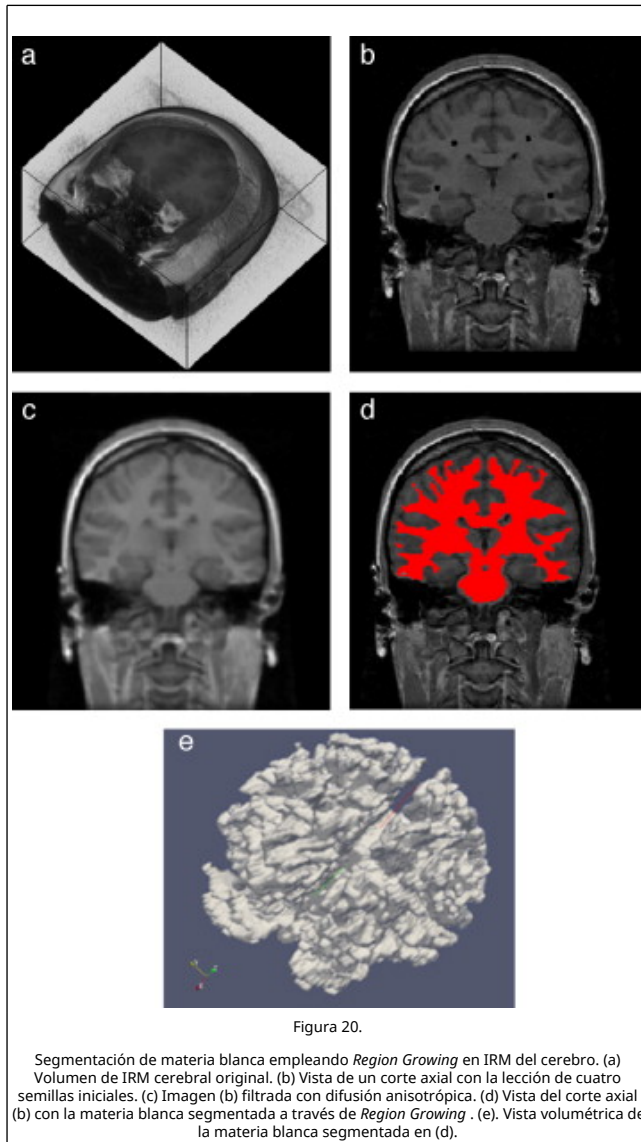 a
b
c
d
e
Figura 20.
Segmentación de materia blanca empleando Region Growing en IRM del cerebro. (a)
Volumen de IRM cerebral original. (b) Vista de un corte axial con la lección de cuatro
semillas iniciales. (c) Imagen (b) filtrada con difusión anisotrópica. (d) Vista del corte axial
(b) con la materia blanca segmentada a través de Region Growing . (e). Vista volumétrica de
la materia blanca segmentada en (d).